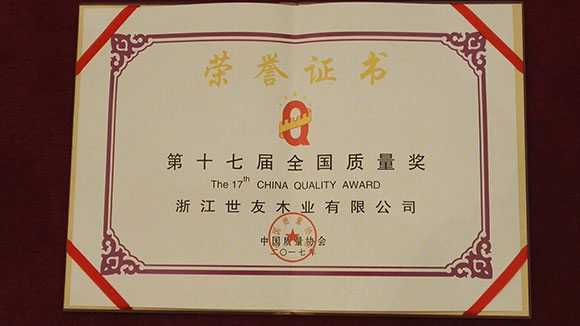 荣誉证书
Q
第十七届全国质量奖
The 17th CHINA QUALITY AWARD
浙江世友木业有限公司
中国质量协会
二〇一七年